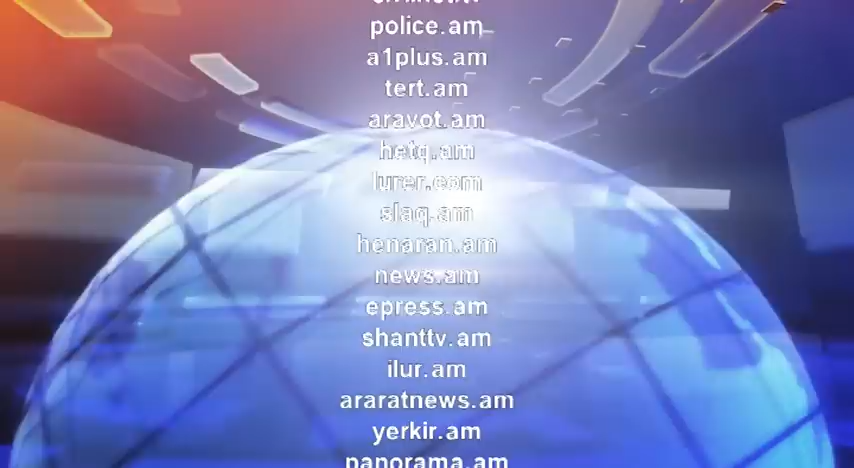 police.am
a1plus.am
tert.am
aravot.am
hetq.am
lurer.com
slaq.am
henaran.am
news.am
epress.am
shanttv.am
ilur.am
araratnews.am
yerkir.am
panorama.am